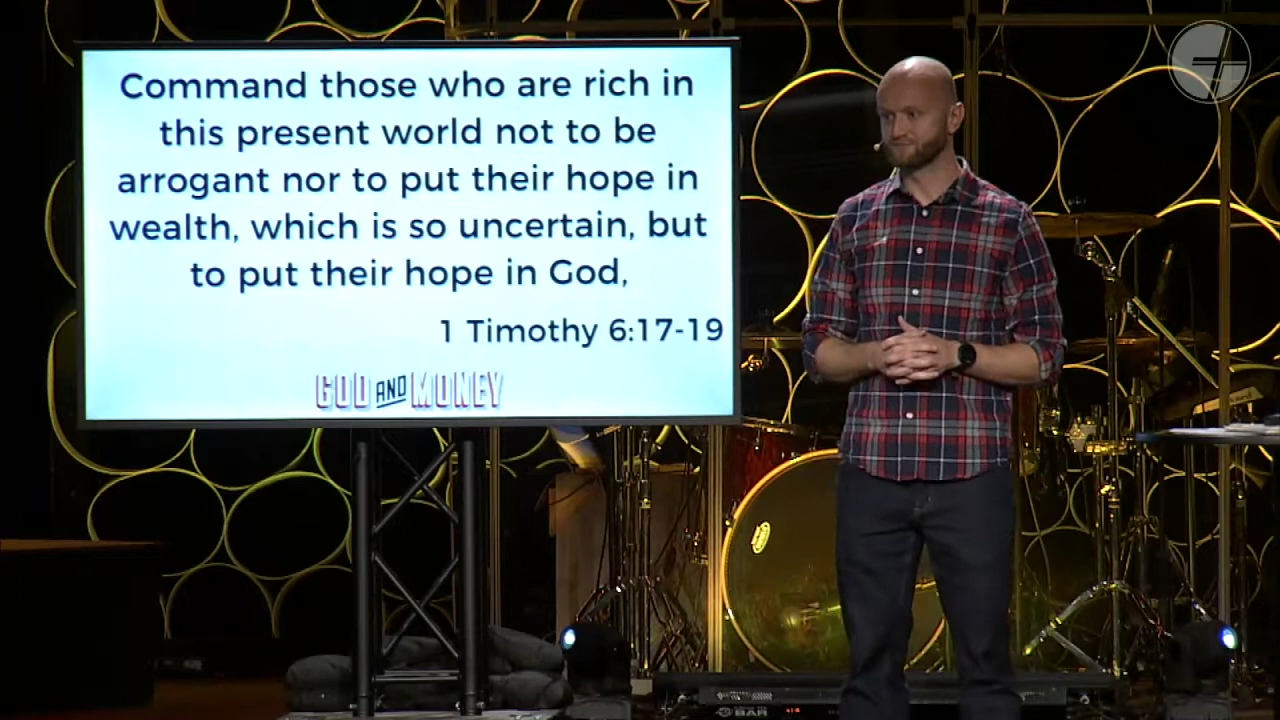 Command those who are rich in
this present world not to be
arrogant nor to put their hope in
wealth, which is so uncertain, but
to put their hope in God,
1 Timothy 6:17-19
GOD AND MONEY
BAR